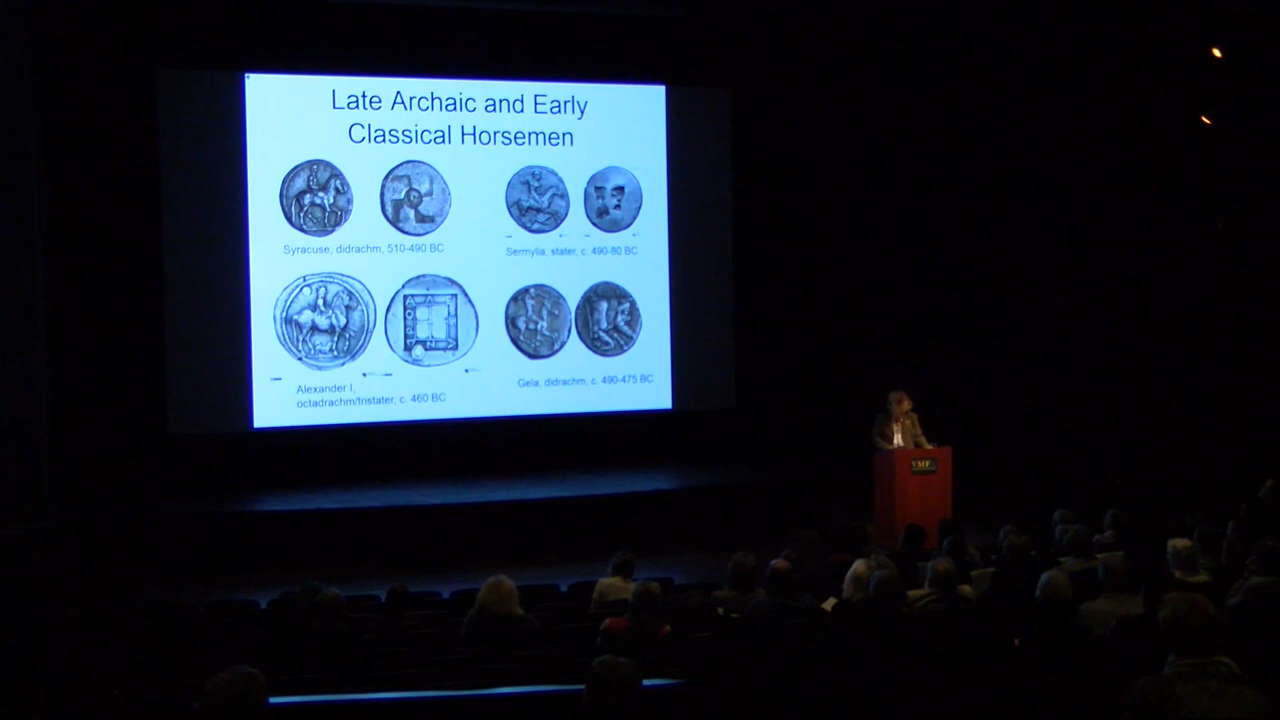 Late Archaic and Early
Classical Horsemen
Syracuse, didrachm, 510-490 BC
Sermylia, stater, c. 490-80 BC
Alexander I,
octadrachm/tristater, c. 460 BC
Gela, didrachm, c. 490-475 BC
VMFA